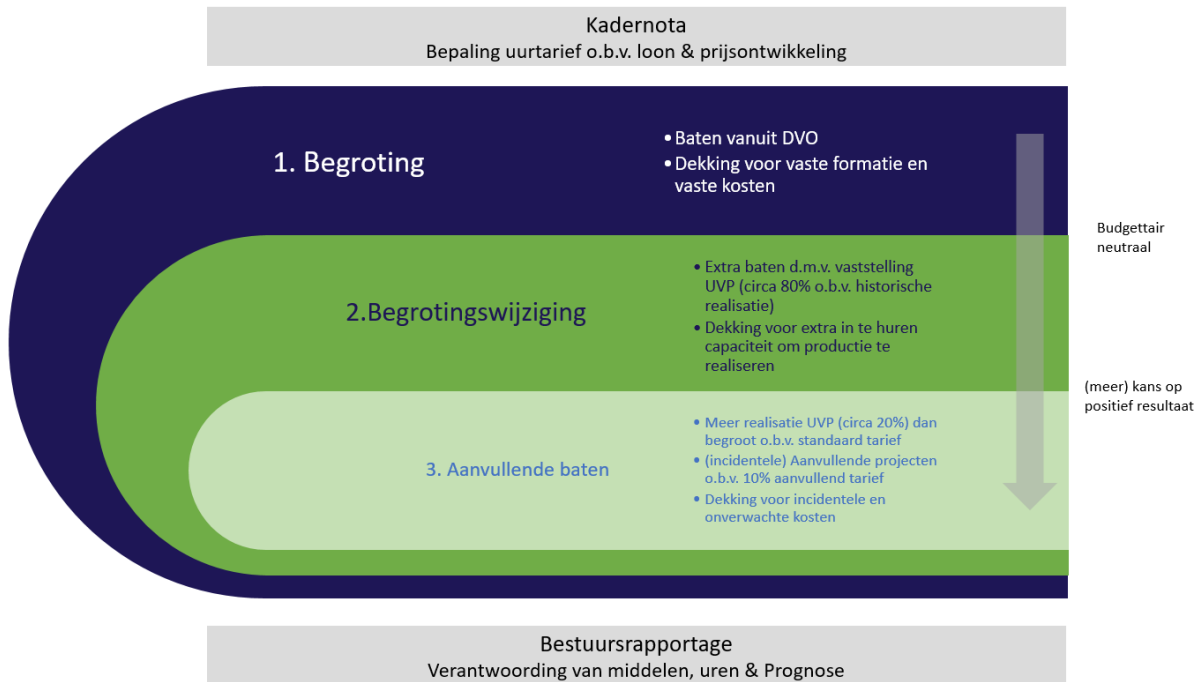 Kadernota
Bepaling uurtarief o.b.v. loon & prijsontwikkeling
1. Begroting
• Baten vanuit DVO
• Dekking voor vaste formatie en
vaste kosten
Budgettair
neutraal
2.Begrotingswijziging
• Extra baten d.m.v. vaststelling
UVP (circa 80% o.b.v. historische
realisatie)
• Dekking voor extra in te huren
capaciteit om productie te
realiseren
(meer) kans op
positief resultaat
3. Aanvullende baten
• Meer realisatie UVP (circa 20%) dan
begroot o.b.v. standaard tarief
• (incidentele) Aanvullende projecten
o.b.v. 10% aanvullend tarief
• Dekking voor incidentele en
onverwachte kosten
Bestuursrapportage
Verantwoording van middelen, uren & Prognose